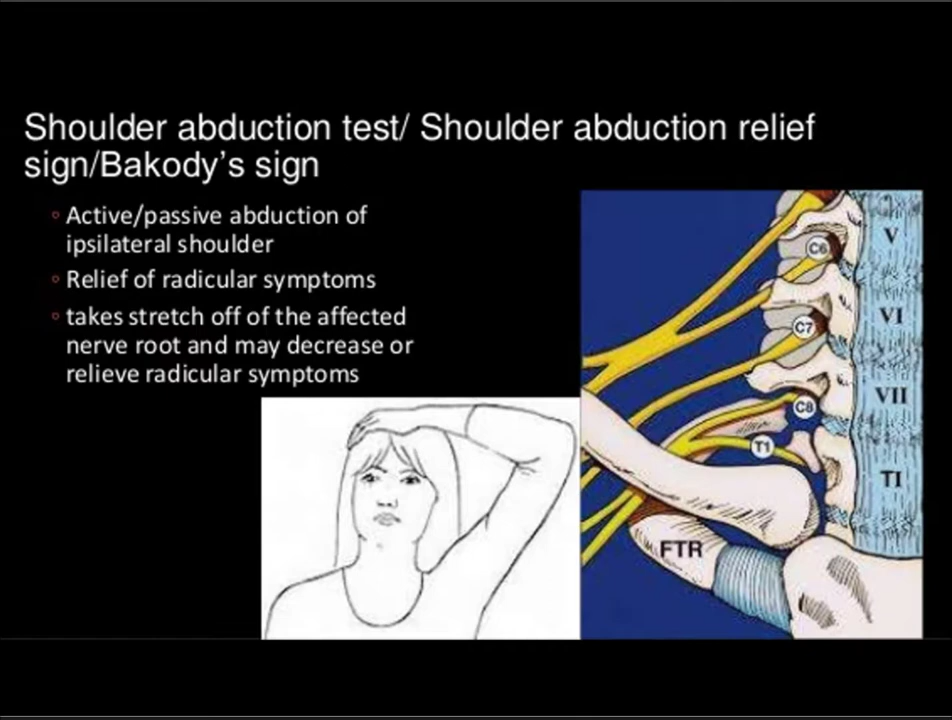 Shoulder abduction test/ Shoulder abduction relief
sign/Bakody's sign
◦ Active/passive abduction of
ipsilateral shoulder
◦ Relief of radicular symptoms
◦ takes stretch off of the affected
nerve root and may decrease or
relieve radicular symptoms
V
C6
VI
C7
VII
C8
T1
TI
FTR